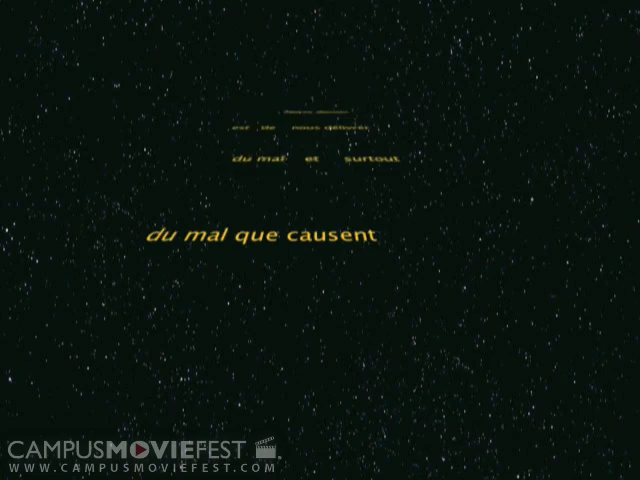 est de nous délivrer
du mal et surtout
du mal que causent
CAMPUSMOVIEFEST
WWW.CAMPUSMOVIEFEST.COM